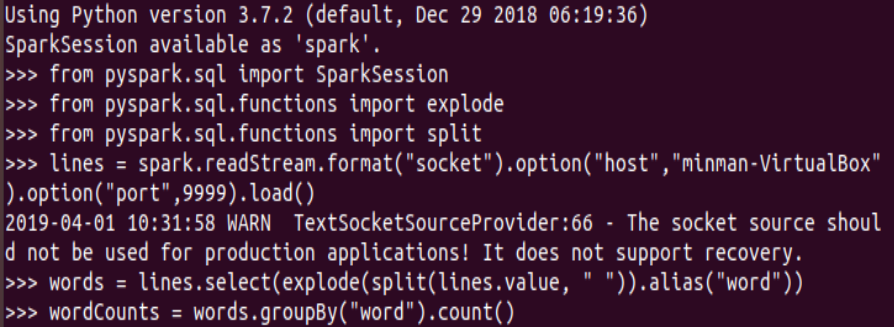 Using Python version 3.7.2 (default, Dec 29 2018 06:19:36)
SparkSession available as 'spark'.
>>> from pyspark.sql import SparkSession
>>> from pyspark.sql.functions import explode
>>> from pyspark.sql.functions import split
>>> lines = spark.readStream.format("socket").option("host","minman-VirtualBox"
).option("port",9999).load()
2019-04-01 10:31:58 WARN  TextSocketSourceProvider:66 - The socket source shoul
d not be used for production applications! It does not support recovery.
>>> words = lines.select(explode(split(lines.value, " ")).alias("word"))
>>> wordCounts = words.groupBy("word").count()